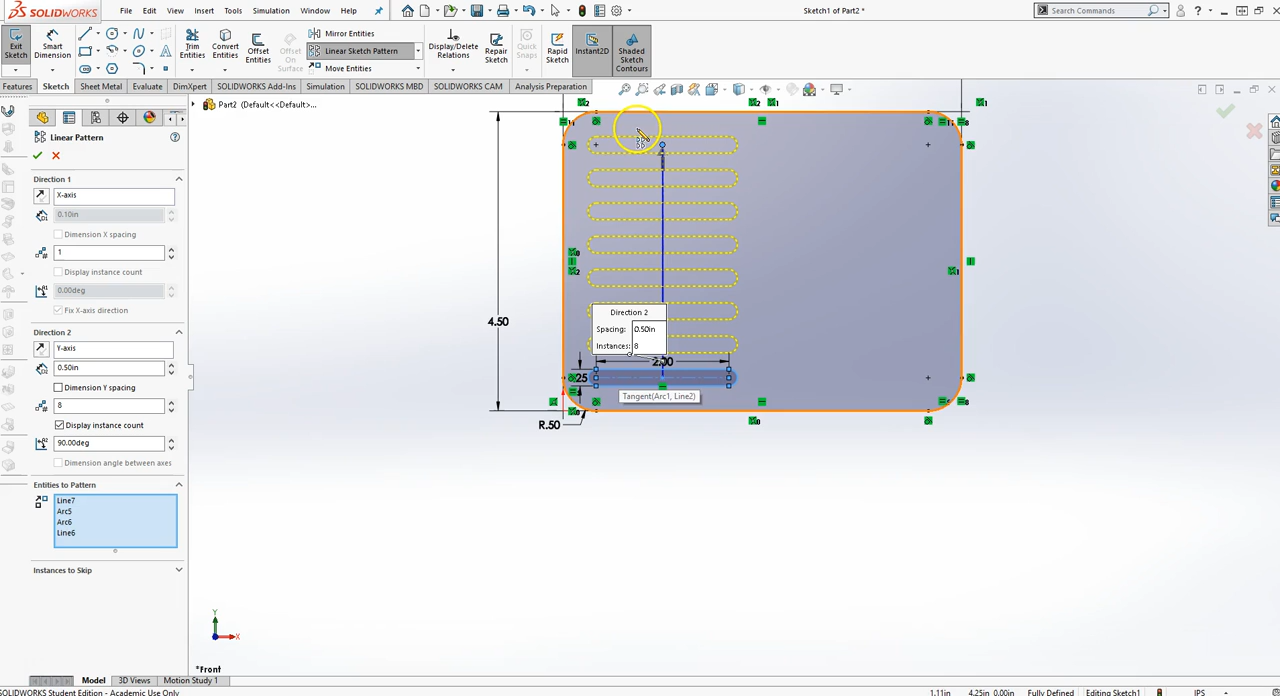 SOLIDWORKS
File Edit View Insert Tools Simulation Window Help
Sketch1 of Part2 *
Search Commands
Exit Sketch
Smart Dimension
Trim Entities
Convert Entities
Offset Entities
Offset On Surface
Mirror Entities
Linear Sketch Pattern
Move Entities
Display/Delete Relations
Repair Sketch
Quick Snaps
Rapid Sketch
Instant2D
Shaded Sketch Contours
Features Sketch Sheet Metal Evaluate DimXpert SOLIDWORKS Add-Ins Simulation SOLIDWORKS MBD SOLIDWORKS CAM Analysis Preparation
Part2 (Default<<Default>...
Linear Pattern
Direction 1
X-axis
0.10in
Dimension X spacing
1
Display instance count
0.00deg
Fix X-axis direction
Direction 2
Y-axis
0.50in
Dimension Y spacing
8
Display instance count
90.00deg
Dimension angle between axes
Entities to Pattern
Line7
Arc5
Arc6
Line6
Instances to Skip
4.50
Direction 2
Spacing: 0.50in
Instances: 8
2.00
.25
Tangent(Arc1, Line2)
R.50
Y
X
*Front
Model 3D Views Motion Study 1
SOLIDWORKS Student Edition - Academic Use Only
1.11in 4.25in 0.00in Fully Defined Editing Sketch1 IPS